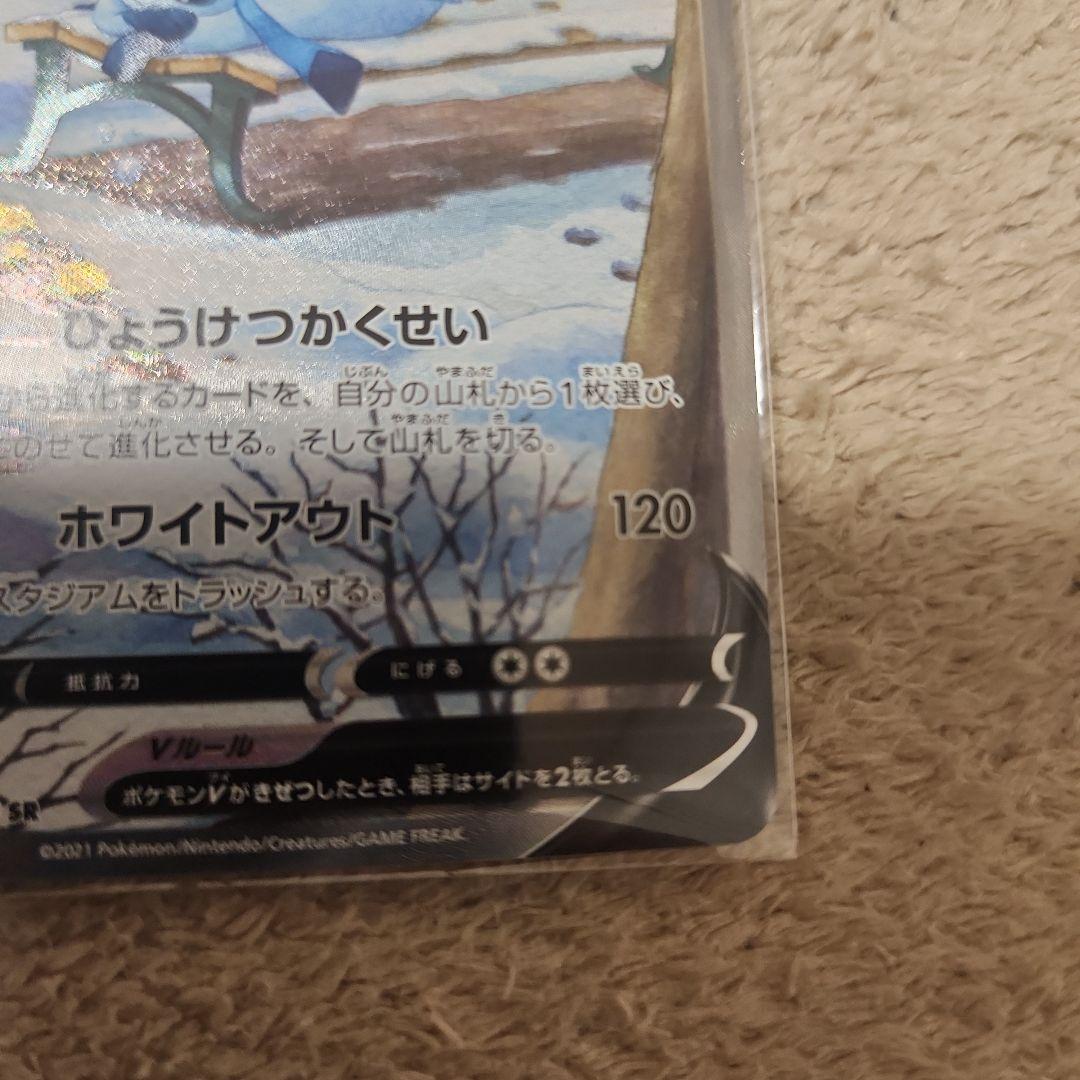 ひょうけつかくせい
から進化するカードを、自分の山札から1枚選び、
のせて進化させる。そして山札を切る。
ホワイトアウト 120
スタジアムをトラッシュする。
抵抗力 にげる
Vルール
ポケモンVがきぜつしたとき、相手はサイドを2枚とる。
SR
©2021 Pokémon/Nintendo/Creatures/GAME FREAK.